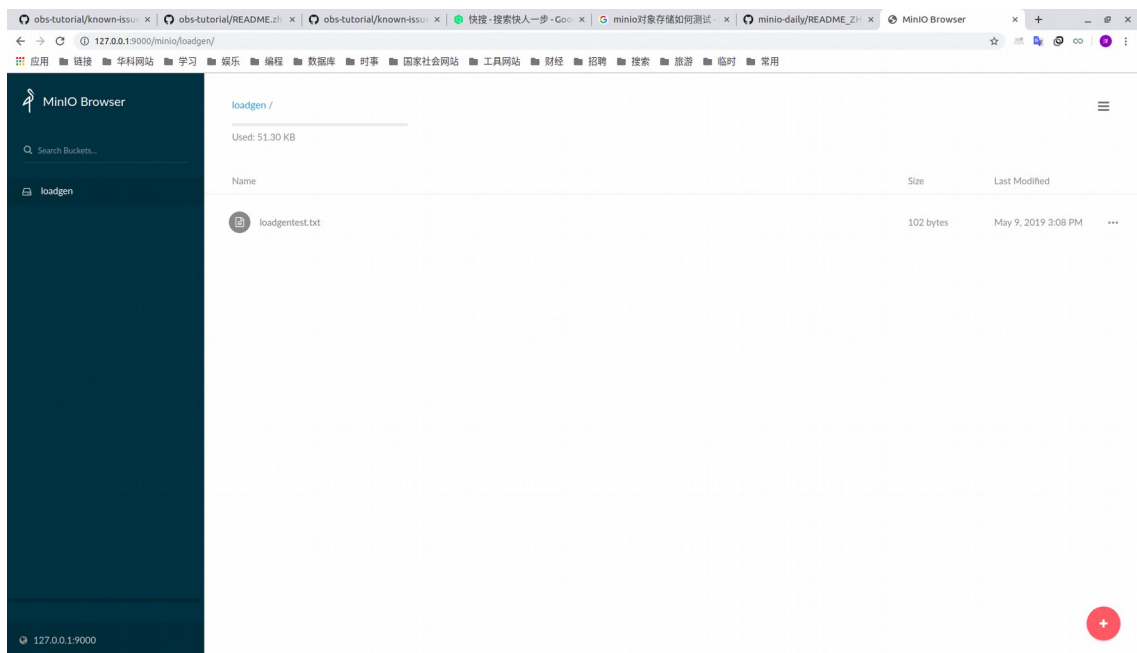 obs-tutorial/known-issu
obs-tutorial/README.zh
obs-tutorial/known-issu
快搜 - 搜索快人一步 - Goo
minio对象存储如何测试 -
minio-daily/README_ZH
MinIO Browser
127.0.0.1:9000/minio/loadgen/
应用 链接 华科网站 学习 娱乐 编程 数据库 时事 国家社会网站 工具网站 财经 招聘 搜索 旅游 临时 常用
MinIO Browser
Search Buckets...
loadgen
127.0.0.1:9000
loadgen /
Used: 51.30 KB
Name Size Last Modified
loadgentest.txt 102 bytes May 9, 2019 3:08 PM